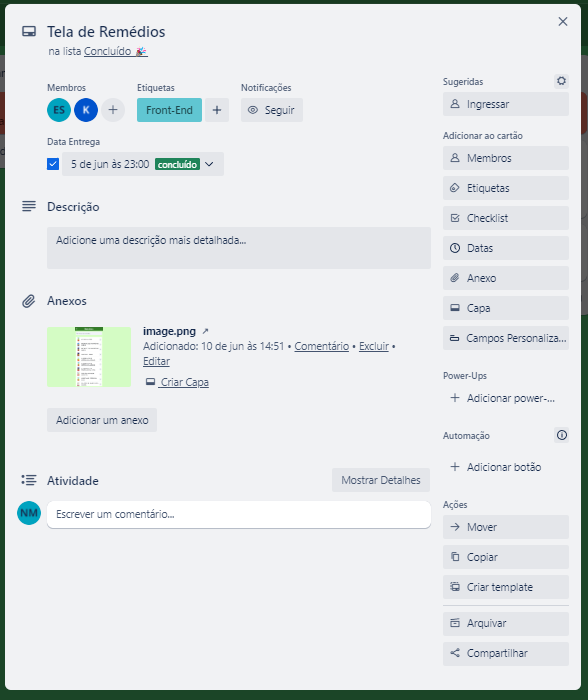 Tela de Remédios
na lista Concluído 🎉
Membros
ES
K
Etiquetas
Front-End
Notificações
Seguir
Data Entrega
5 de jun às 23:00 concluído
Descrição
Adicione uma descrição mais detalhada...
Anexos
image.png ↗
Adicionado: 10 de jun às 14:51 • Comentário • Excluir •
Editar
Criar Capa
Adicionar um anexo
Atividade
Mostrar Detalhes
NM
Escrever um comentário...
Sugeridas
Ingressar
Adicionar ao cartão
Membros
Etiquetas
Checklist
Datas
Anexo
Capa
Campos Personaliza...
Power-Ups
+ Adicionar power-...
Automação
+ Adicionar botão
Ações
Mover
Copiar
Criar template
Arquivar
Compartilhar